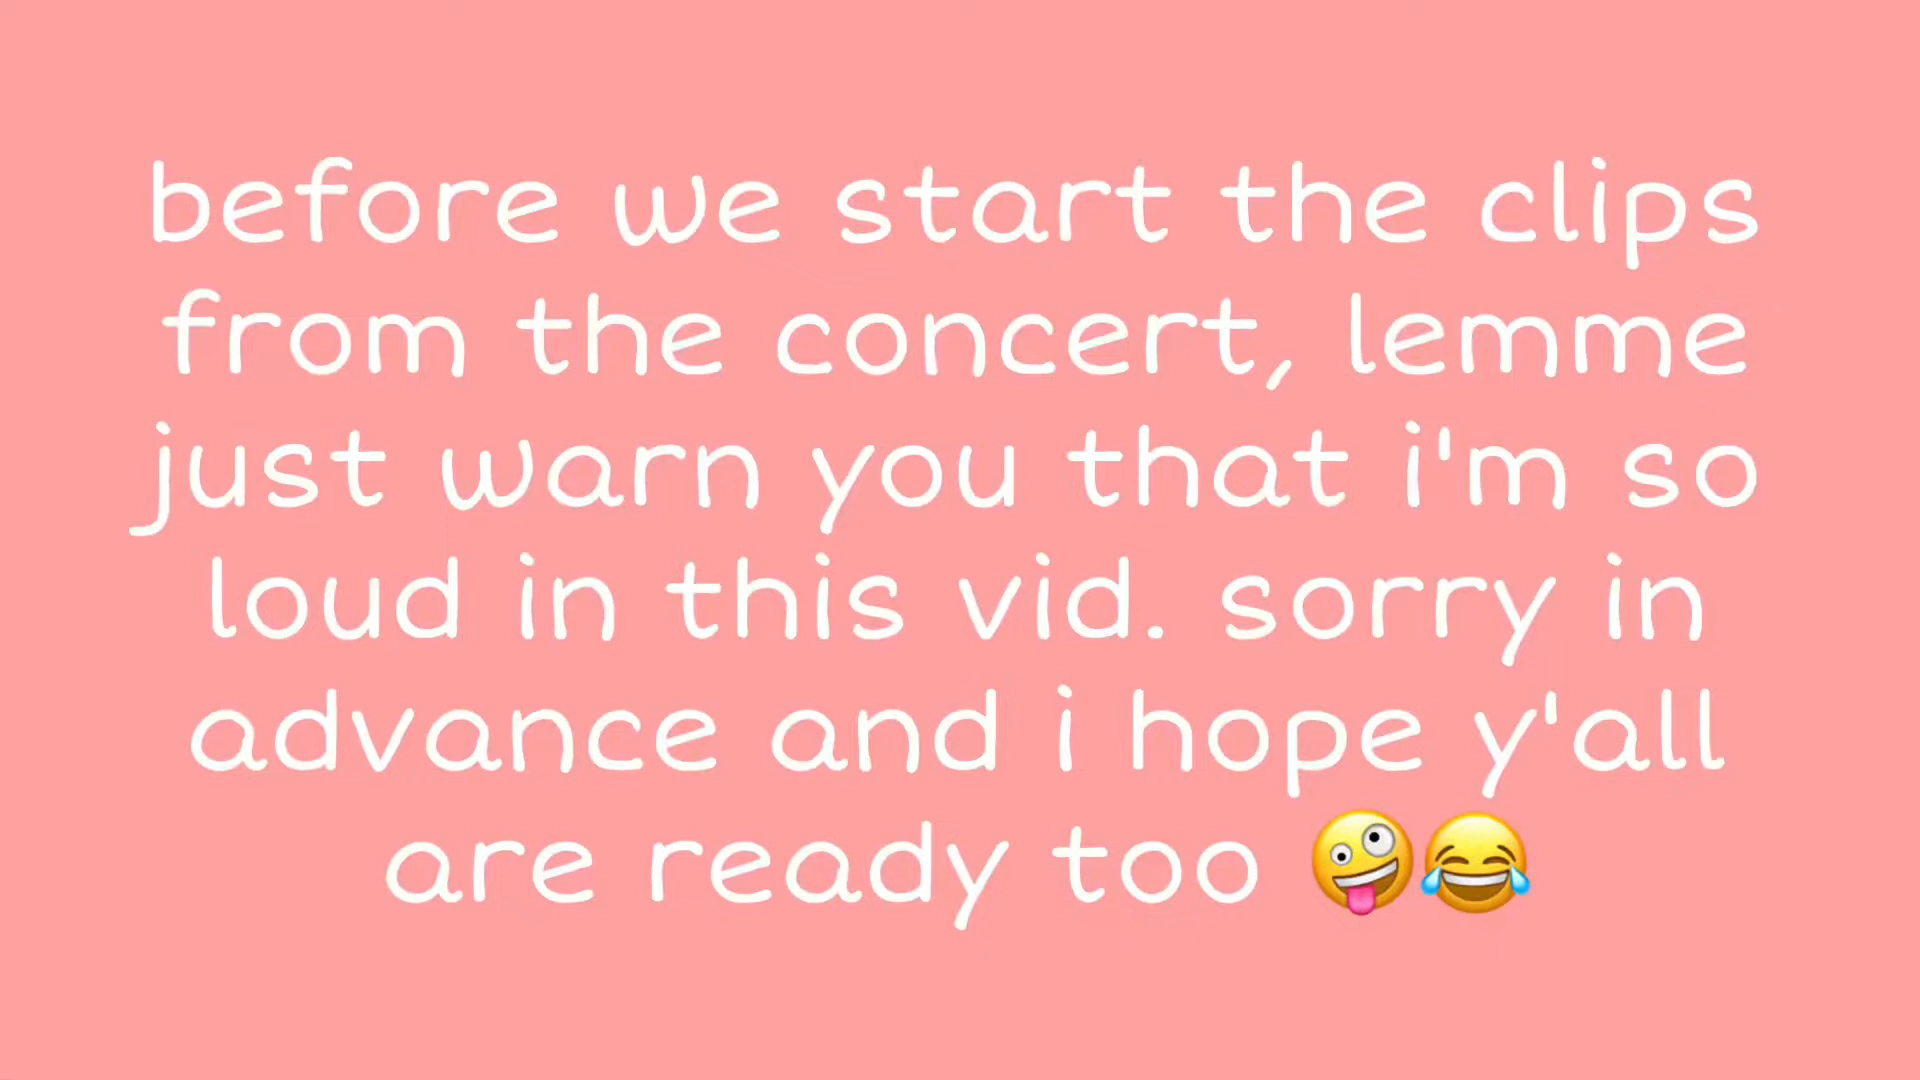 before we start the clips
from the concert, lemme
just warn you that i'm so
loud in this vid. sorry in
advance and i hope y'all
are ready too 🤪😂